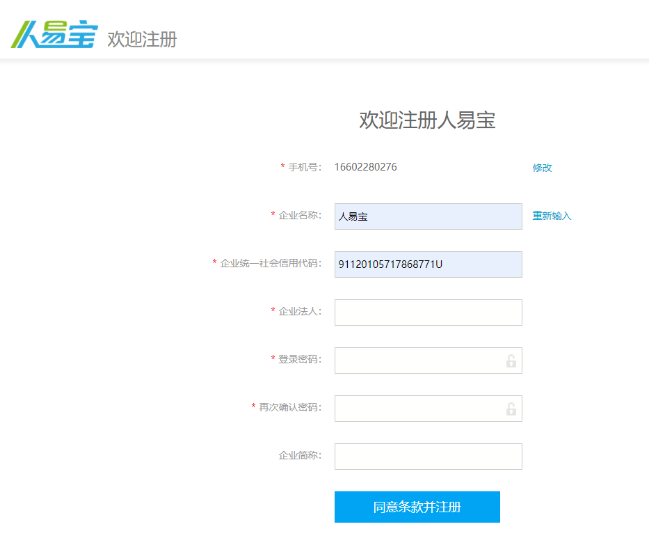 人易宝 欢迎注册
欢迎注册人易宝
* 手机号： 16602280276 修改
* 企业名称： 人易宝 重新输入
* 企业统一社会信用代码： 91120105717868771U
* 企业法人：
* 登录密码：
* 再次确认密码：
企业简称：
同意条款并注册